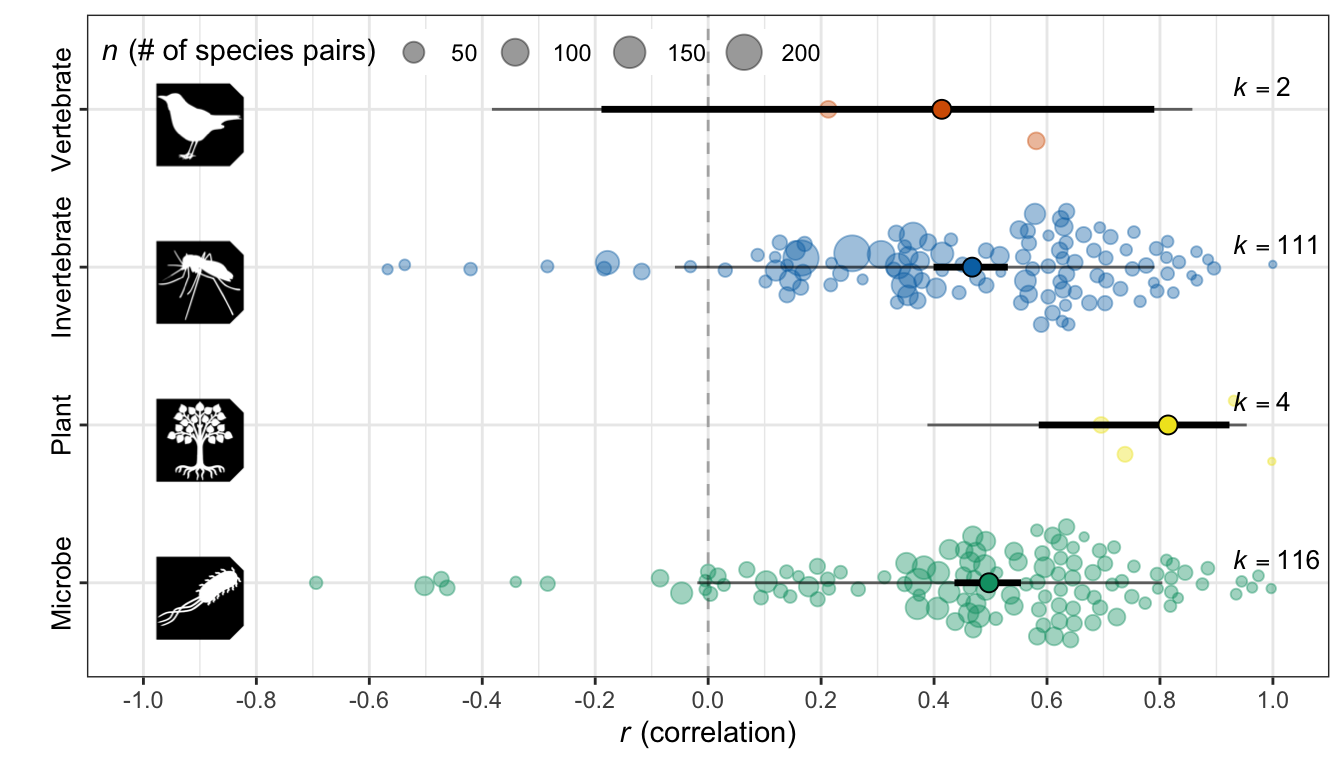 n (# of species pairs) 50 100 150 200
Vertebrate
k = 2
Invertebrate
k = 111
Plant
k = 4
Microbe
k = 116
-1.0 -0.8 -0.6 -0.4 -0.2 0.0 0.2 0.4 0.6 0.8 1.0
r (correlation)